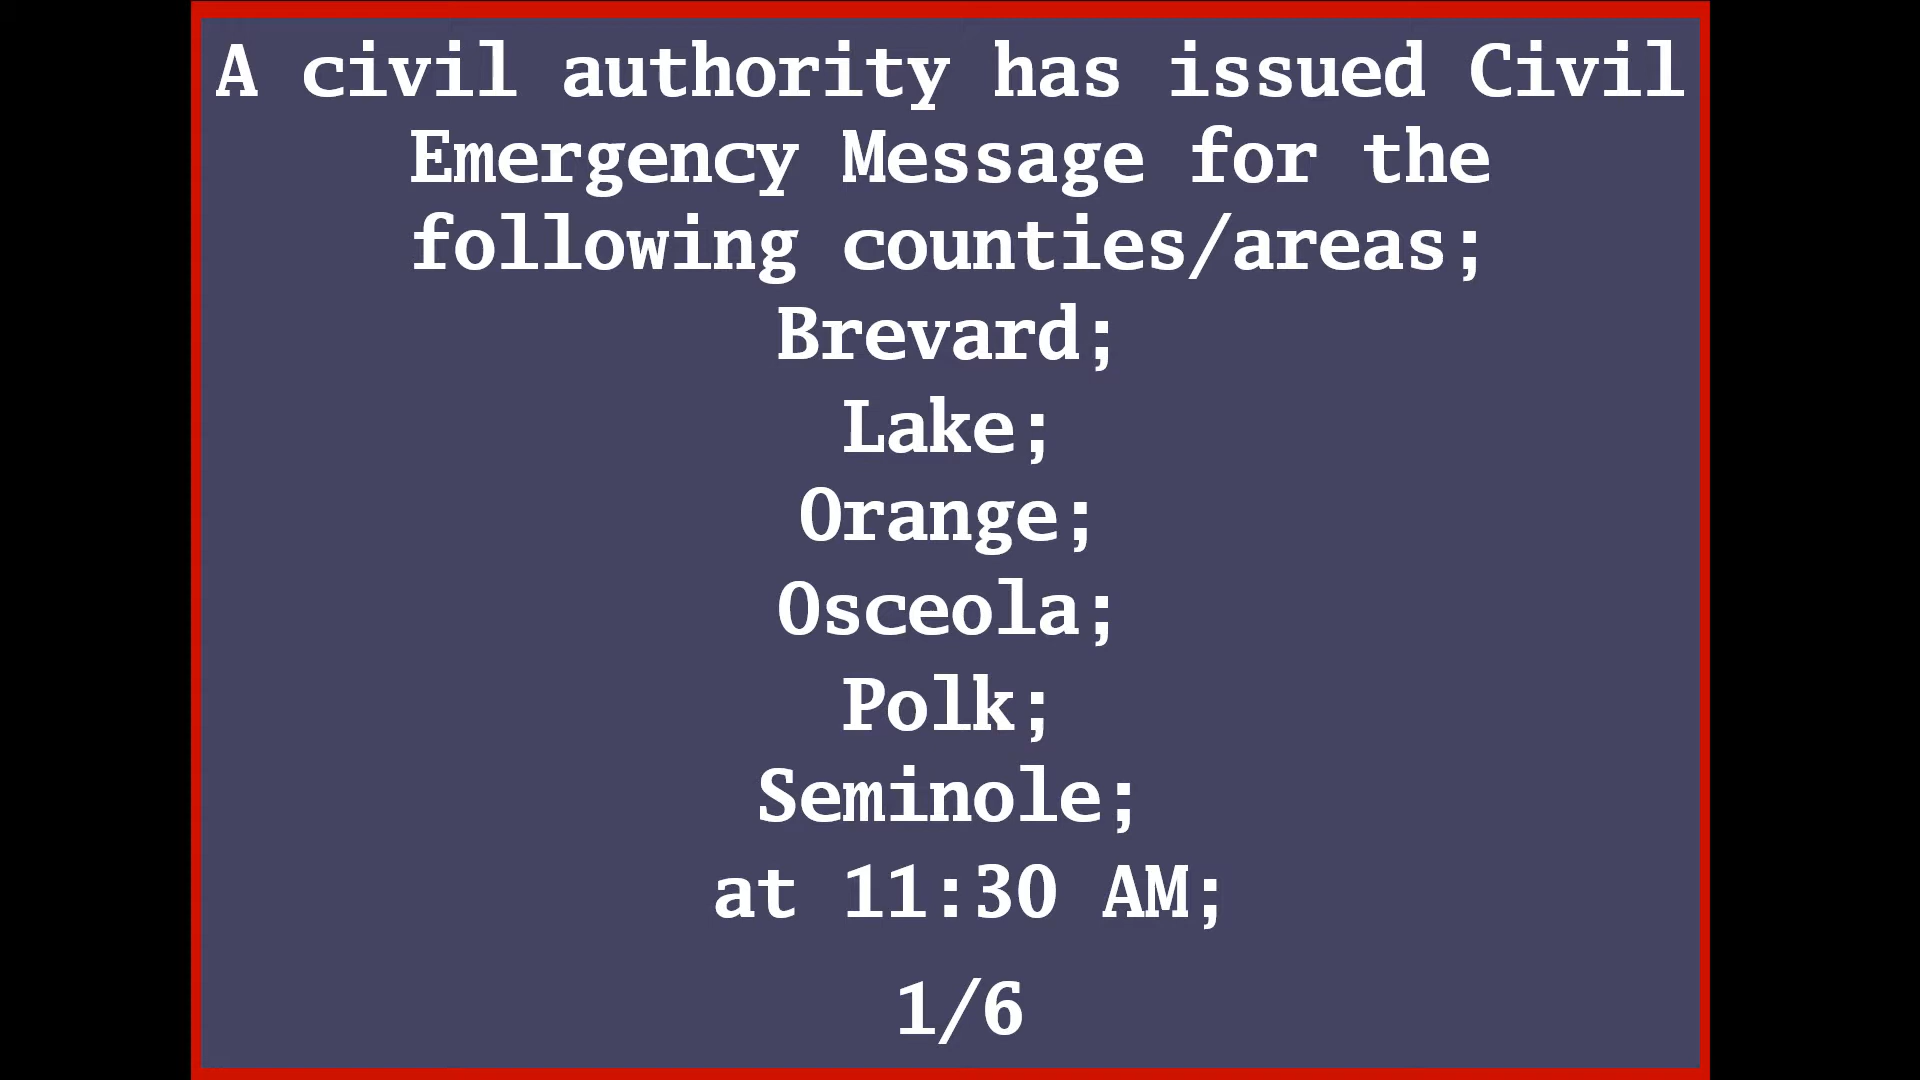 A civil authority has issued Civil
Emergency Message for the
following counties/areas;
Brevard;
Lake;
Orange;
Osceola;
Polk;
Seminole;
at 11:30 AM;
1/6